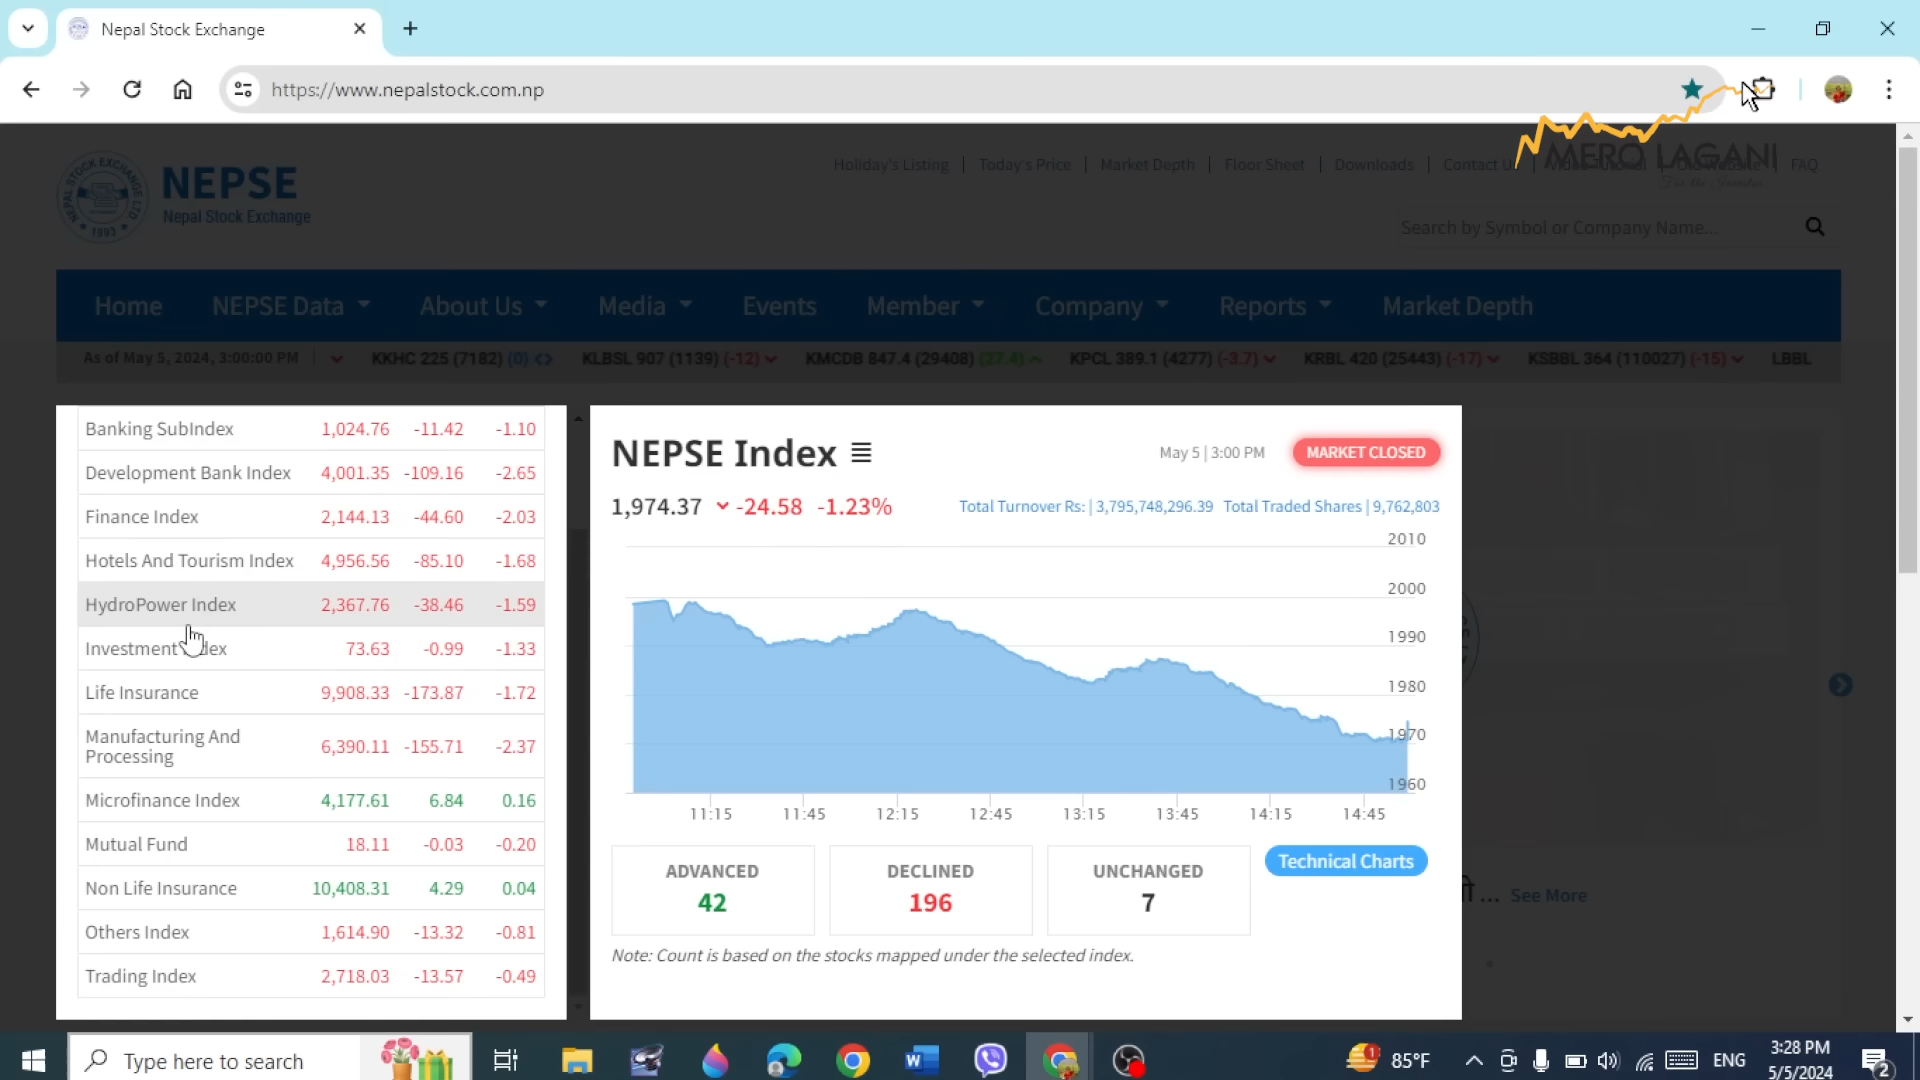 Nepal Stock Exchange
https://www.nepalstock.com.np
MERO LAGANI
For the Investor
NEPAL STOCK EXCHANGE LTD
1993
NEPSE
Nepal Stock Exchange
Holiday's Listing | Today's Price | Market Depth | Floor Sheet | Downloads | Contact U
FAQ
Search by Symbol or Company Name...
Home NEPSE Data About Us Media Events Member Company Reports Market Depth
As of May 5, 2024, 3:00:00 PM | KKHC 225 (7182) (0) KLBSL 907 (1139) (-12) KMCDB 847.4 (29408) (27.4) KPCL 389.1 (4277) (-3.7) KRBL 420 (25443) (-17) KSBBL 364 (110027) (-15) LBBL
Banking SubIndex 1,024.76 -11.42 -1.10
Development Bank Index 4,001.35 -109.16 -2.65
Finance Index 2,144.13 -44.60 -2.03
Hotels And Tourism Index 4,956.56 -85.10 -1.68
HydroPower Index 2,367.76 -38.46 -1.59
Investment Index 73.63 -0.99 -1.33
Life Insurance 9,908.33 -173.87 -1.72
Manufacturing And
Processing 6,390.11 -155.71 -2.37
Microfinance Index 4,177.61 6.84 0.16
Mutual Fund 18.11 -0.03 -0.20
Non Life Insurance 10,408.31 4.29 0.04
Others Index 1,614.90 -13.32 -0.81
Trading Index 2,718.03 -13.57 -0.49
NEPSE Index
May 5 | 3:00 PM
MARKET CLOSED
1,974.37 -24.58 -1.23%
Total Turnover Rs: | 3,795,748,296.39 Total Traded Shares | 9,762,803
2010
2000
1990
1980
1970
1960
11:15 11:45 12:15 12:45 13:15 13:45 14:15 14:45
ADVANCED
42
DECLINED
196
UNCHANGED
7
Technical Charts
Note: Count is based on the stocks mapped under the selected index.
... See More
Type here to search
85°F
ENG
3:28 PM
5/5/2024
1
2